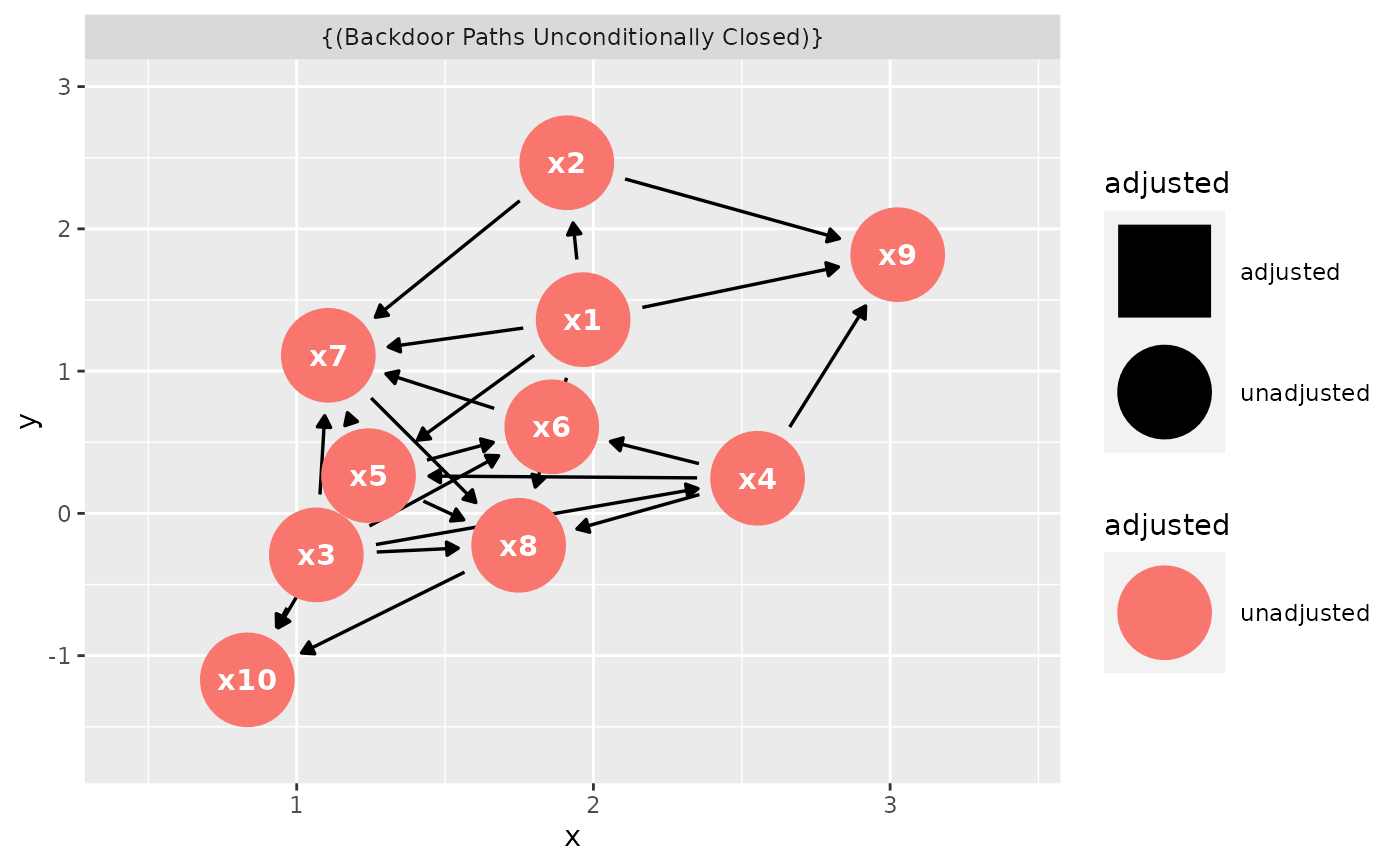 {(Backdoor Paths Unconditionally Closed)}
3
2
1
0
-1
y
x2
x9
x1
x7
x6
x5
x4
x8
x3
x10
1
2
3
x
adjusted
adjusted
unadjusted
adjusted
unadjusted